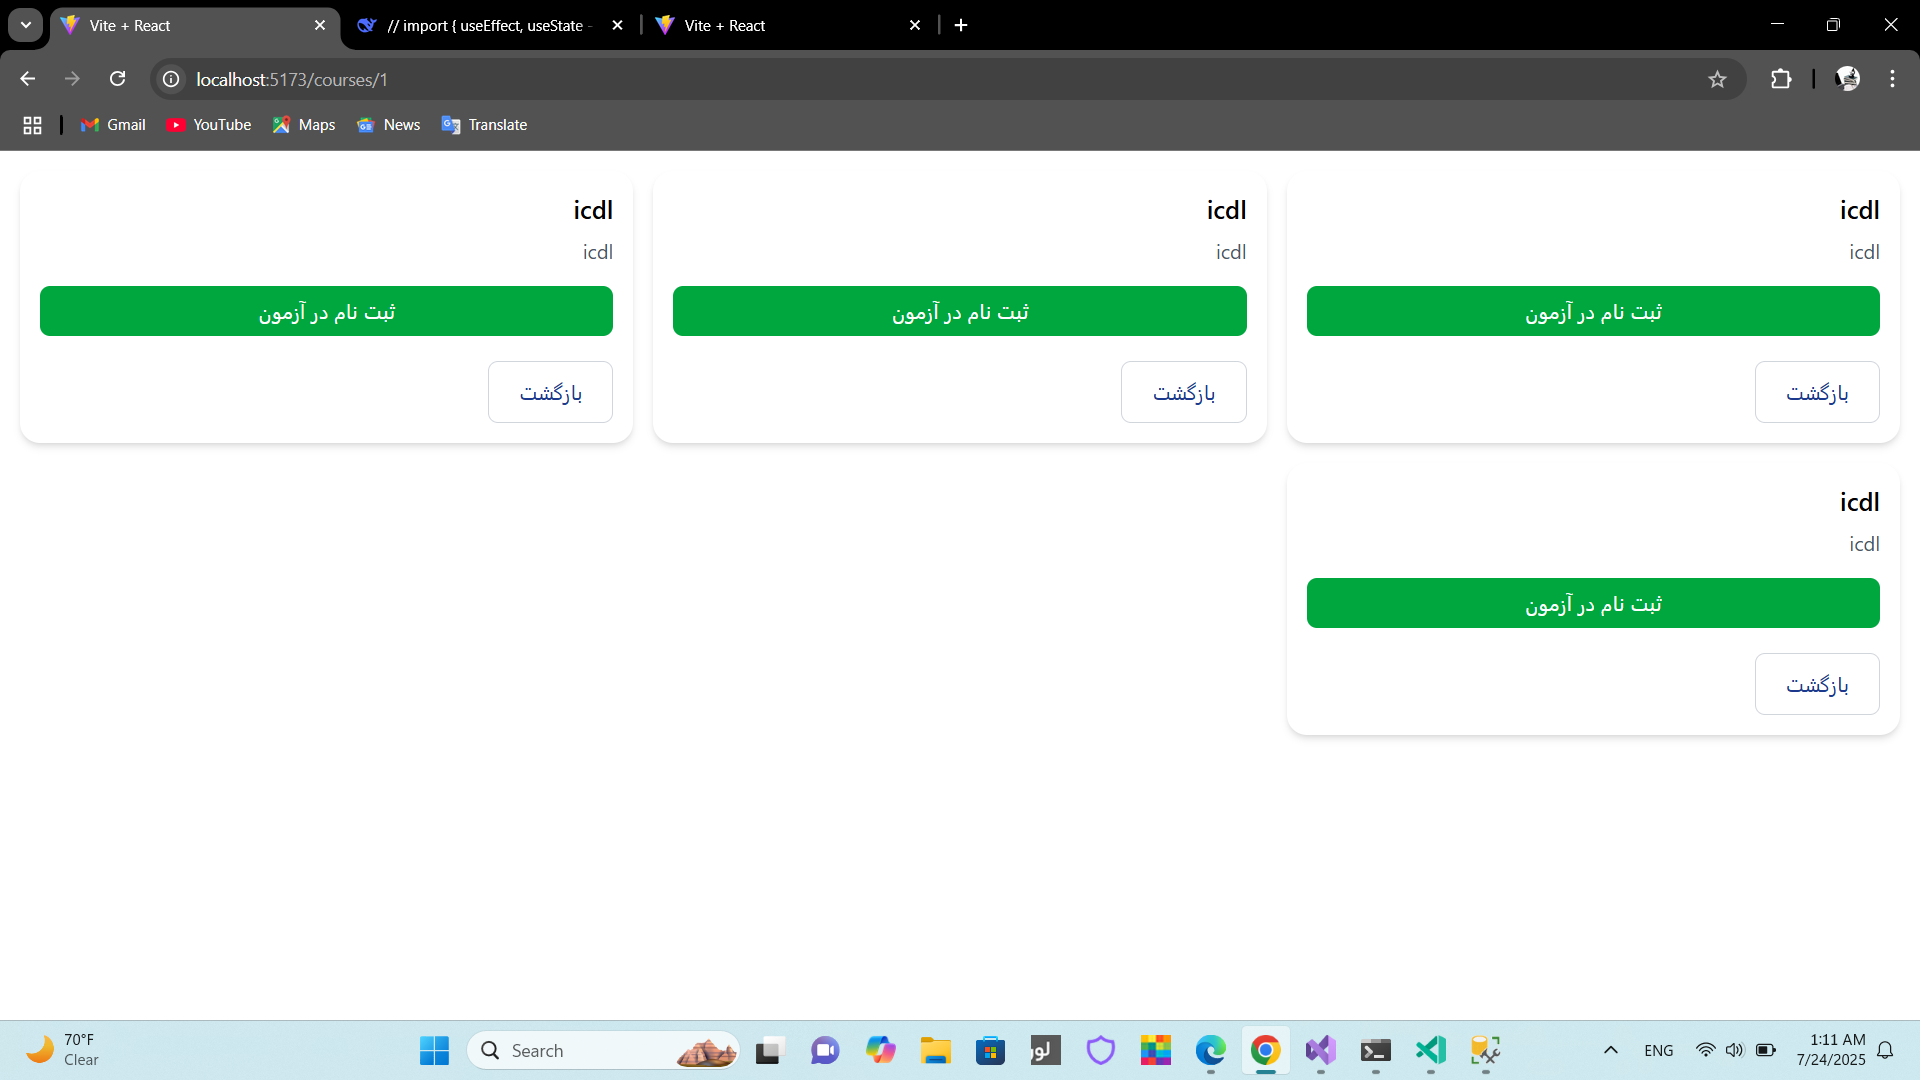 Vite + React
// import { useEffect, useState -
Vite + React
localhost:5173/courses/1
Gmail
YouTube
Maps
News
Translate
icdl
icdl
ثبت نام در آزمون
بازگشت
icdl
icdl
ثبت نام در آزمون
بازگشت
icdl
icdl
ثبت نام در آزمون
بازگشت
icdl
icdl
ثبت نام در آزمون
بازگشت
70°F
Clear
Search
لور
ENG
1:11 AM
7/24/2025